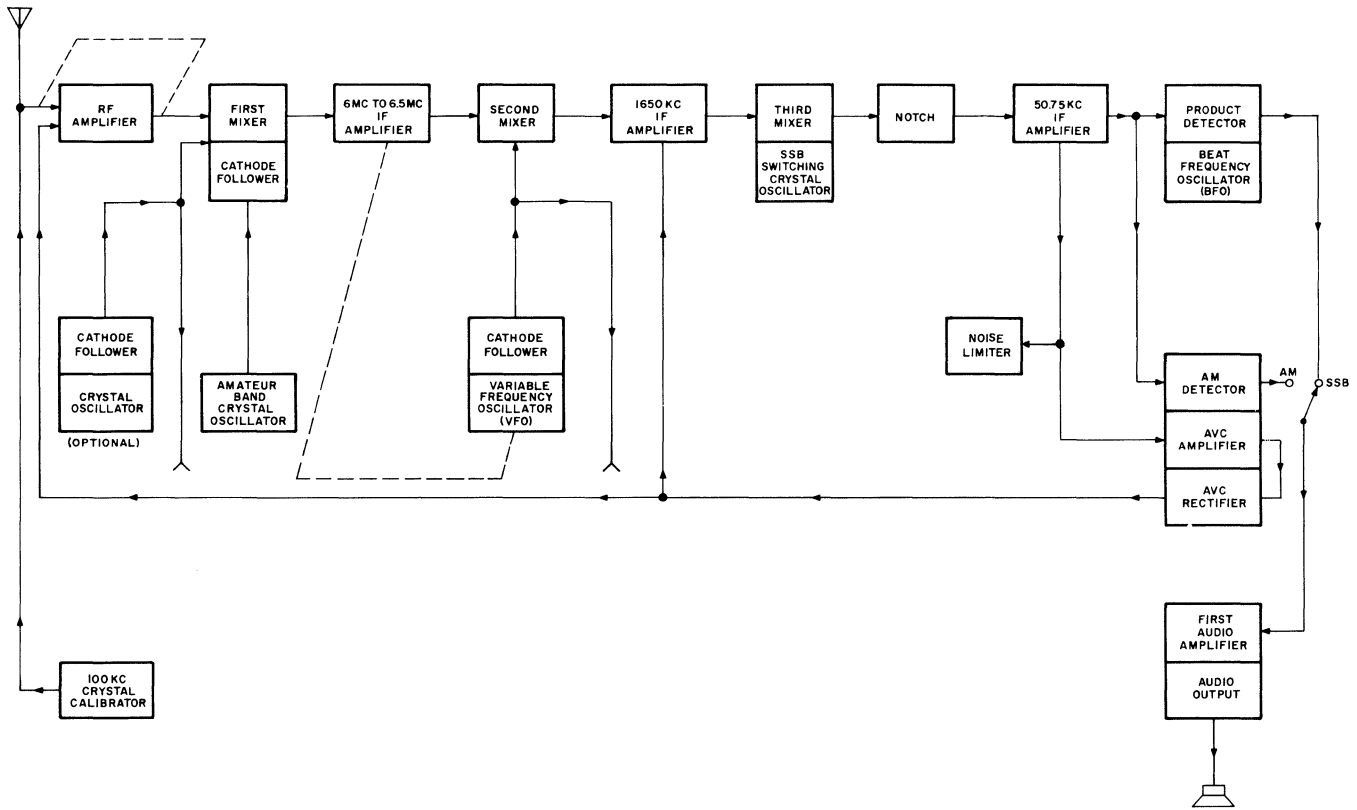 RF
AMPLIFIER
FIRST
MIXER
CATHODE
FOLLOWER
6MC TO 6.5MC
IF
AMPLIFIER
SECOND
MIXER
1650 KC
IF
AMPLIFIER
THIRD
MIXER
SSB
SWITCHING
CRYSTAL
OSCILLATOR
NOTCH
50.75 KC
IF
AMPLIFIER
PRODUCT
DETECTOR
BEAT
FREQUENCY
OSCILLATOR
(BFO)
CATHODE
FOLLOWER
CRYSTAL
OSCILLATOR
(OPTIONAL)
AMATEUR
BAND
CRYSTAL
OSCILLATOR
CATHODE
FOLLOWER
VARIABLE
FREQUENCY
OSCILLATOR
(VFO)
NOISE
LIMITER
AM
DETECTOR
AM
SSB
AVC
AMPLIFIER
AVC
RECTIFIER
100 KC
CRYSTAL
CALIBRATOR
FIRST
AUDIO
AMPLIFIER
AUDIO
OUTPUT